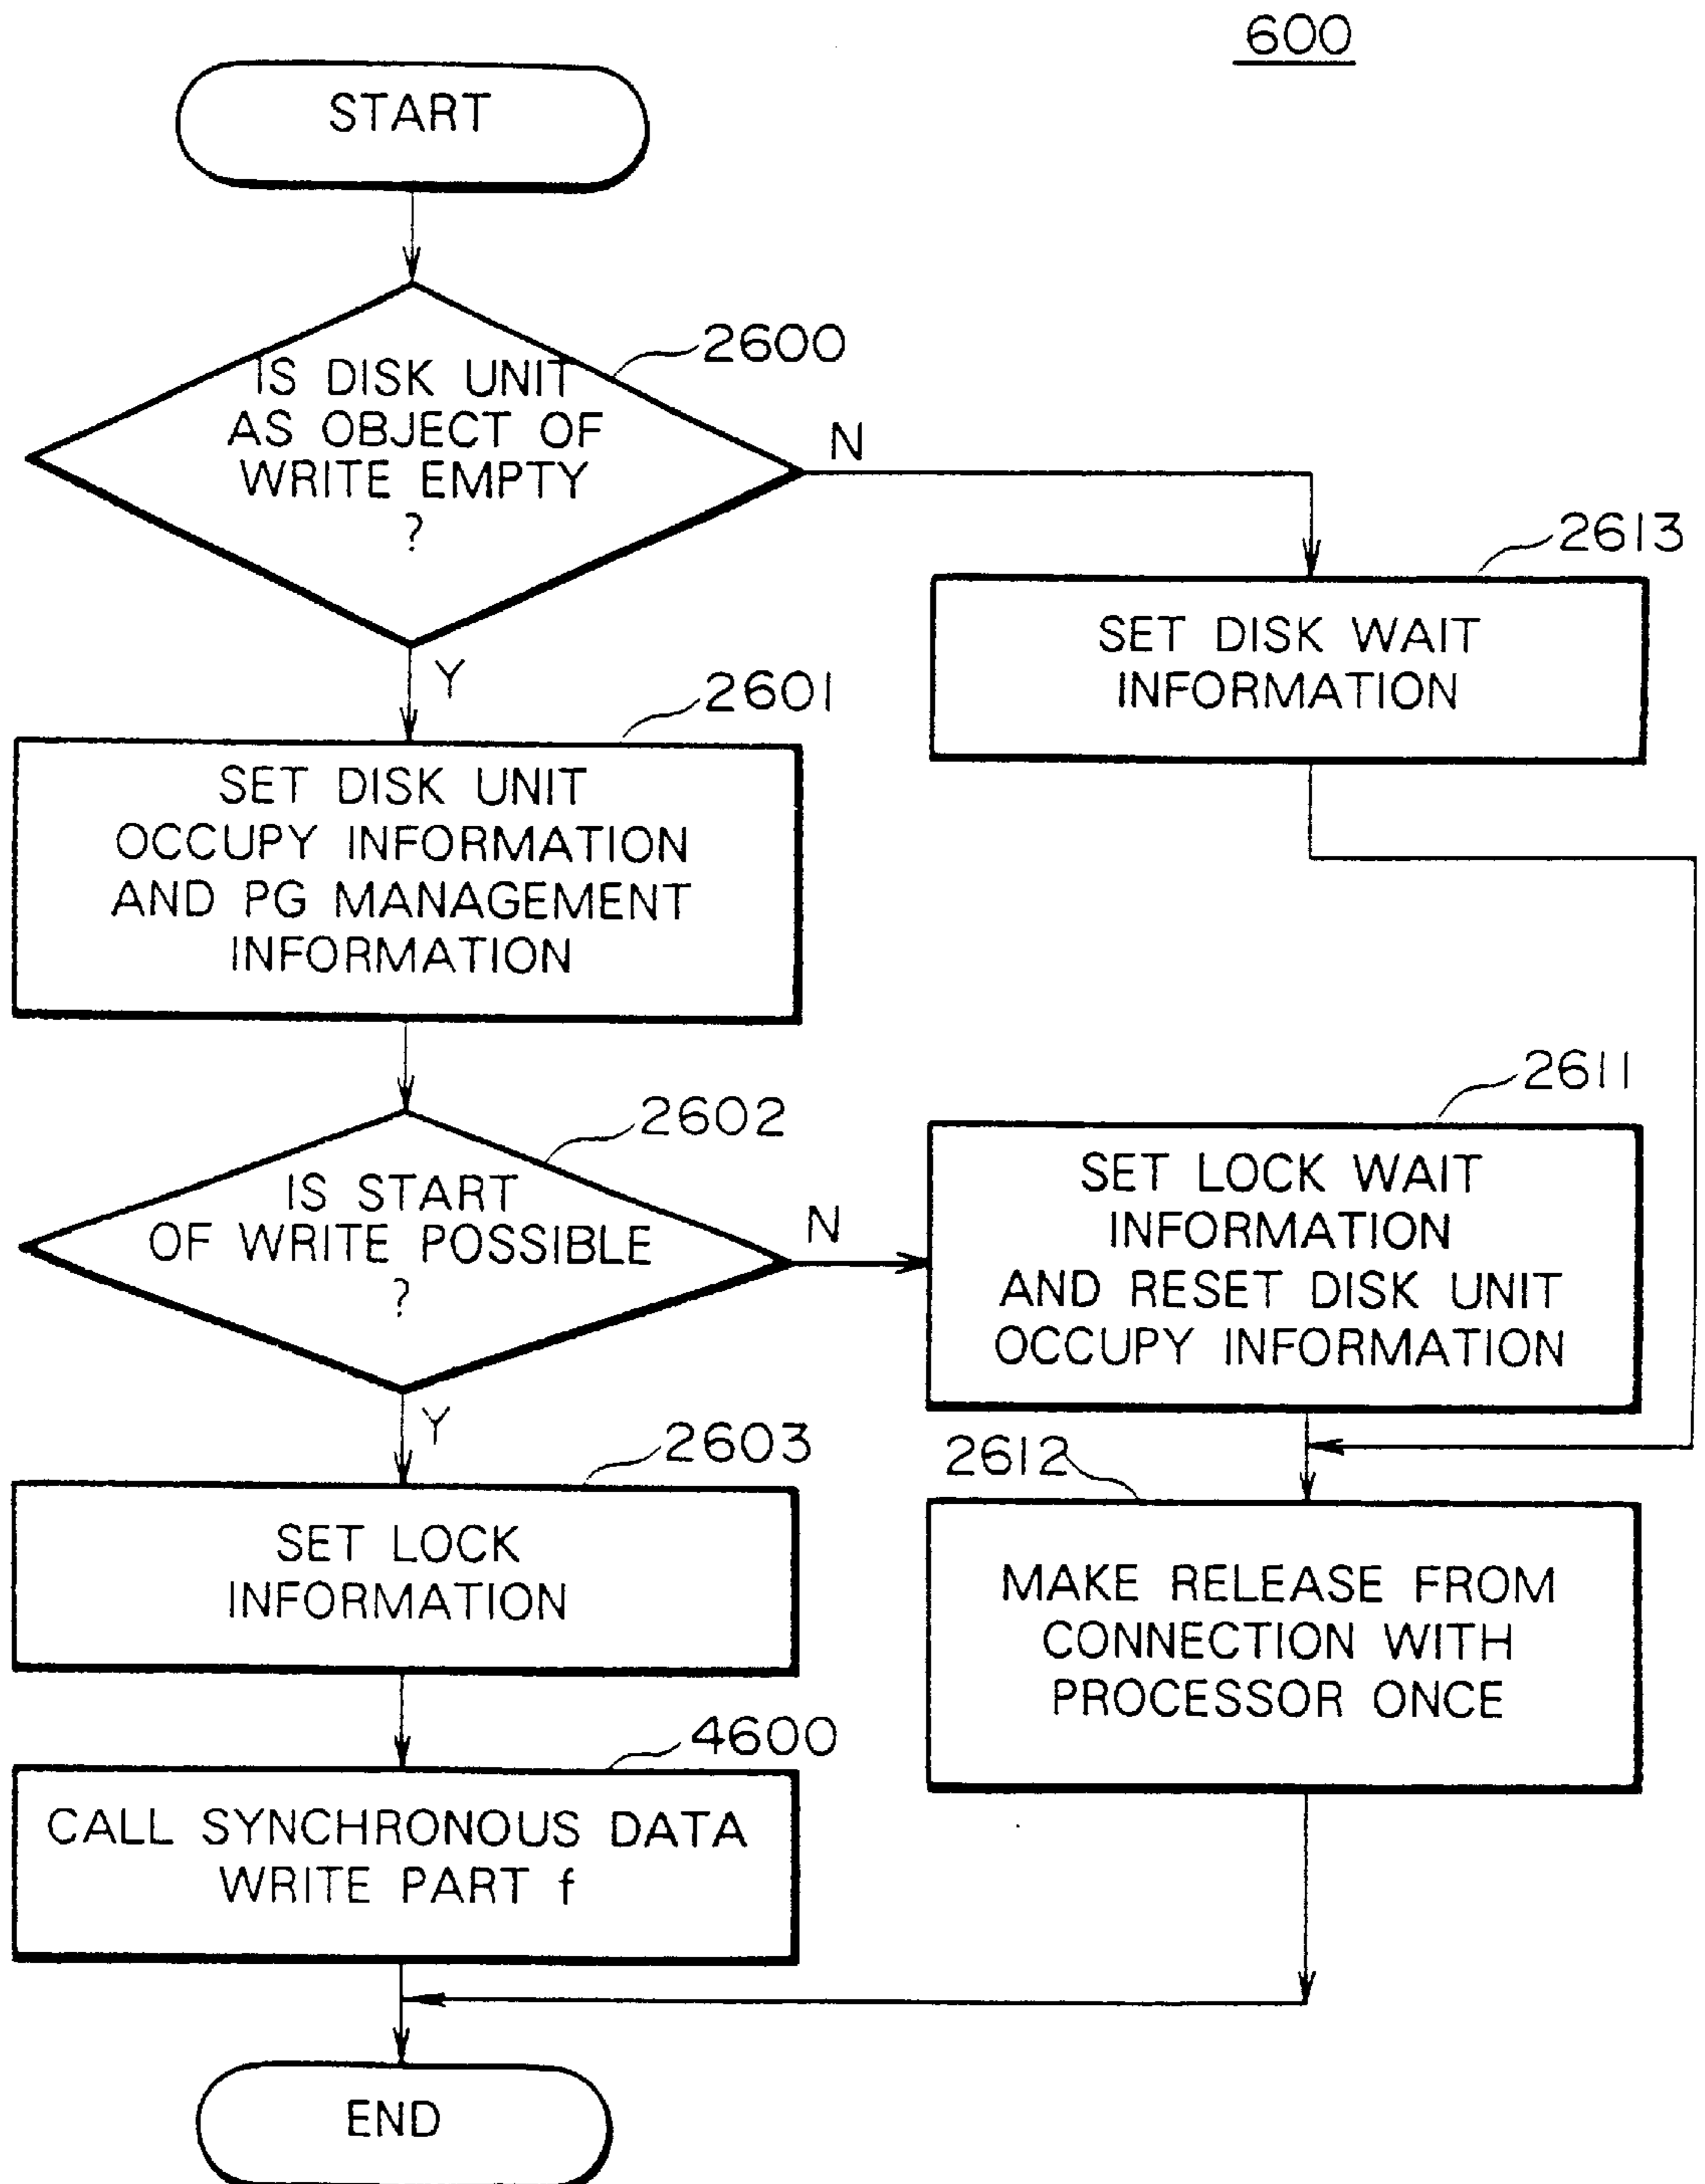 600
START
2600
IS DISK UNIT
AS OBJECT OF
WRITE EMPTY
?
N
Y
2613
SET DISK WAIT
INFORMATION
2601
SET DISK UNIT
OCCUPY INFORMATION
AND PG MANAGEMENT
INFORMATION
2602
IS START
OF WRITE POSSIBLE
?
N
Y
2611
SET LOCK WAIT
INFORMATION
AND RESET DISK UNIT
OCCUPY INFORMATION
2603
SET LOCK
INFORMATION
2612
MAKE RELEASE FROM
CONNECTION WITH
PROCESSOR ONCE
4600
CALL SYNCHRONOUS DATA
WRITE PART f
END